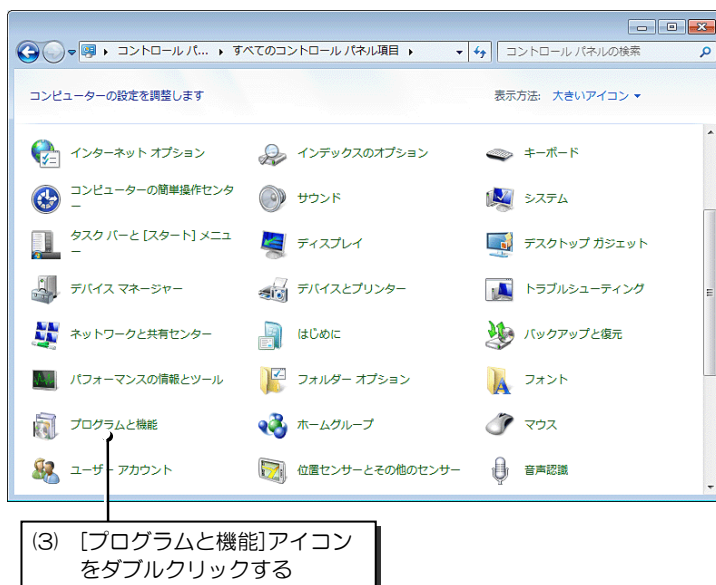 コントロール パ... すべてのコントロール パネル項目 コントロール パネルの検索
コンピューターの設定を調整します 表示方法: 大きいアイコン
インターネット オプション インデックスのオプション キーボード
コンピューターの簡単操作センタ
ー サウンド システム
タスク バーと [スタート] メニュ
ー ディスプレイ デスクトップ ガジェット
デバイス マネージャー デバイスとプリンター トラブルシューティング
ネットワークと共有センター はじめに バックアップと復元
パフォーマンスの情報とツール フォルダー オプション フォント
プログラムと機能 ホームグループ マウス
ユーザー アカウント 位置センサーとその他のセンサー 音声認識
(3) [プログラムと機能]アイコン
をダブルクリックする